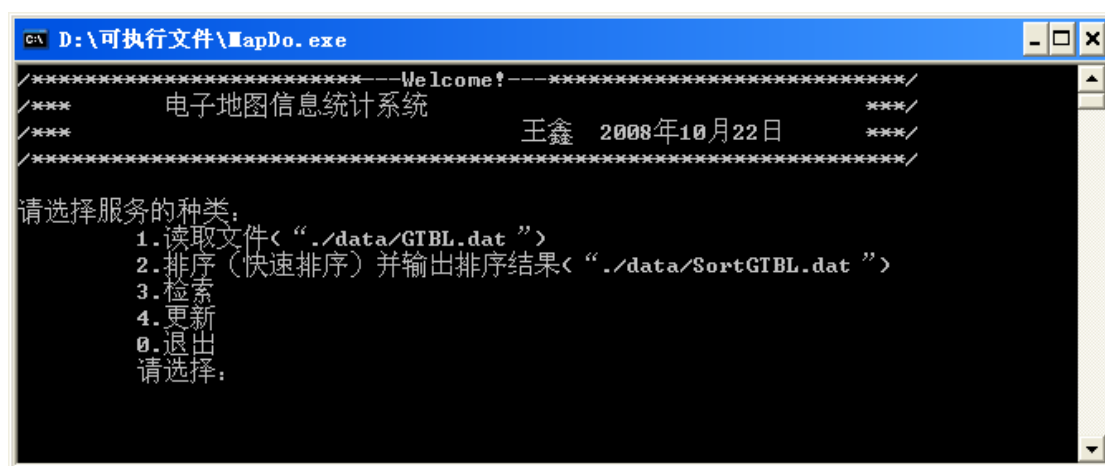 D:\可执行文件\MapDo.exe
/*************************---Welcome!---***************************/
/*** 电子地图信息统计系统 ***/
/*** 王鑫 2008年10月22日 ***/
/******************************************************************/
请选择服务的种类:
1.读取文件(“./data/GTBL.dat ”)
2.排序（快速排序）并输出排序结果(“./data/SortGTBL.dat ”)
3.检索
4.更新
0.退出
请选择: